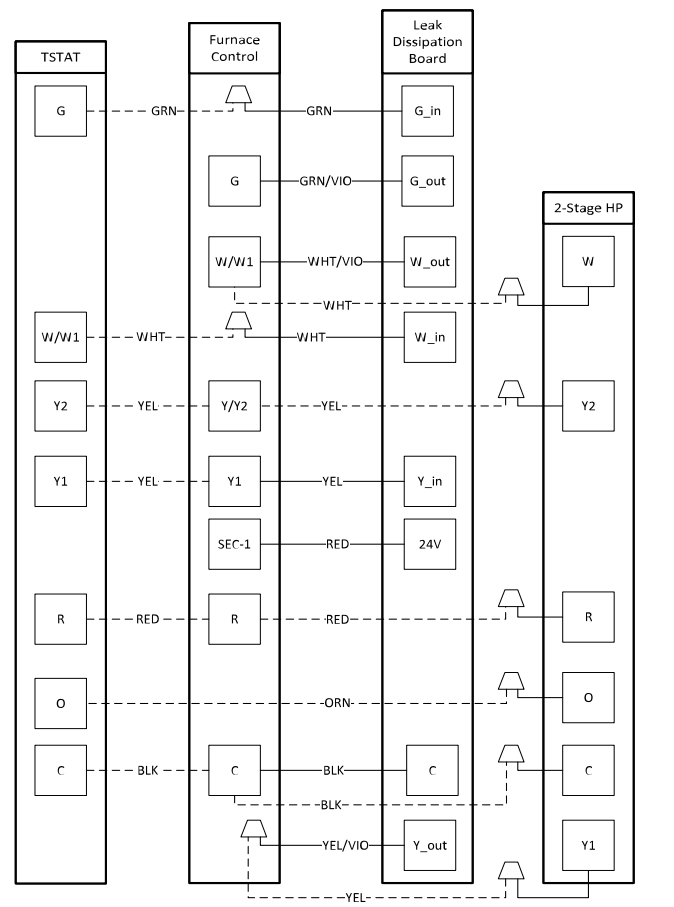 Leak
Dissipation
Board
Furnace
Control
TSTAT
G
GRN
GRN
G_in
G
GRN/VIO
G_out
2-Stage HP
W/W1
WHT/VIO
W_out
W
WHT
W/W1
WHT
WHT
W_in
Y2
YEL
Y/Y2
YEL
Y2
Y1
YEL
Y1
YEL
Y_in
SEC-1
RED
24V
R
RED
R
RED
R
O
ORN
O
C
BLK
C
BLK
C
C
BLK
YEL/VIO
Y_out
Y1
YEL